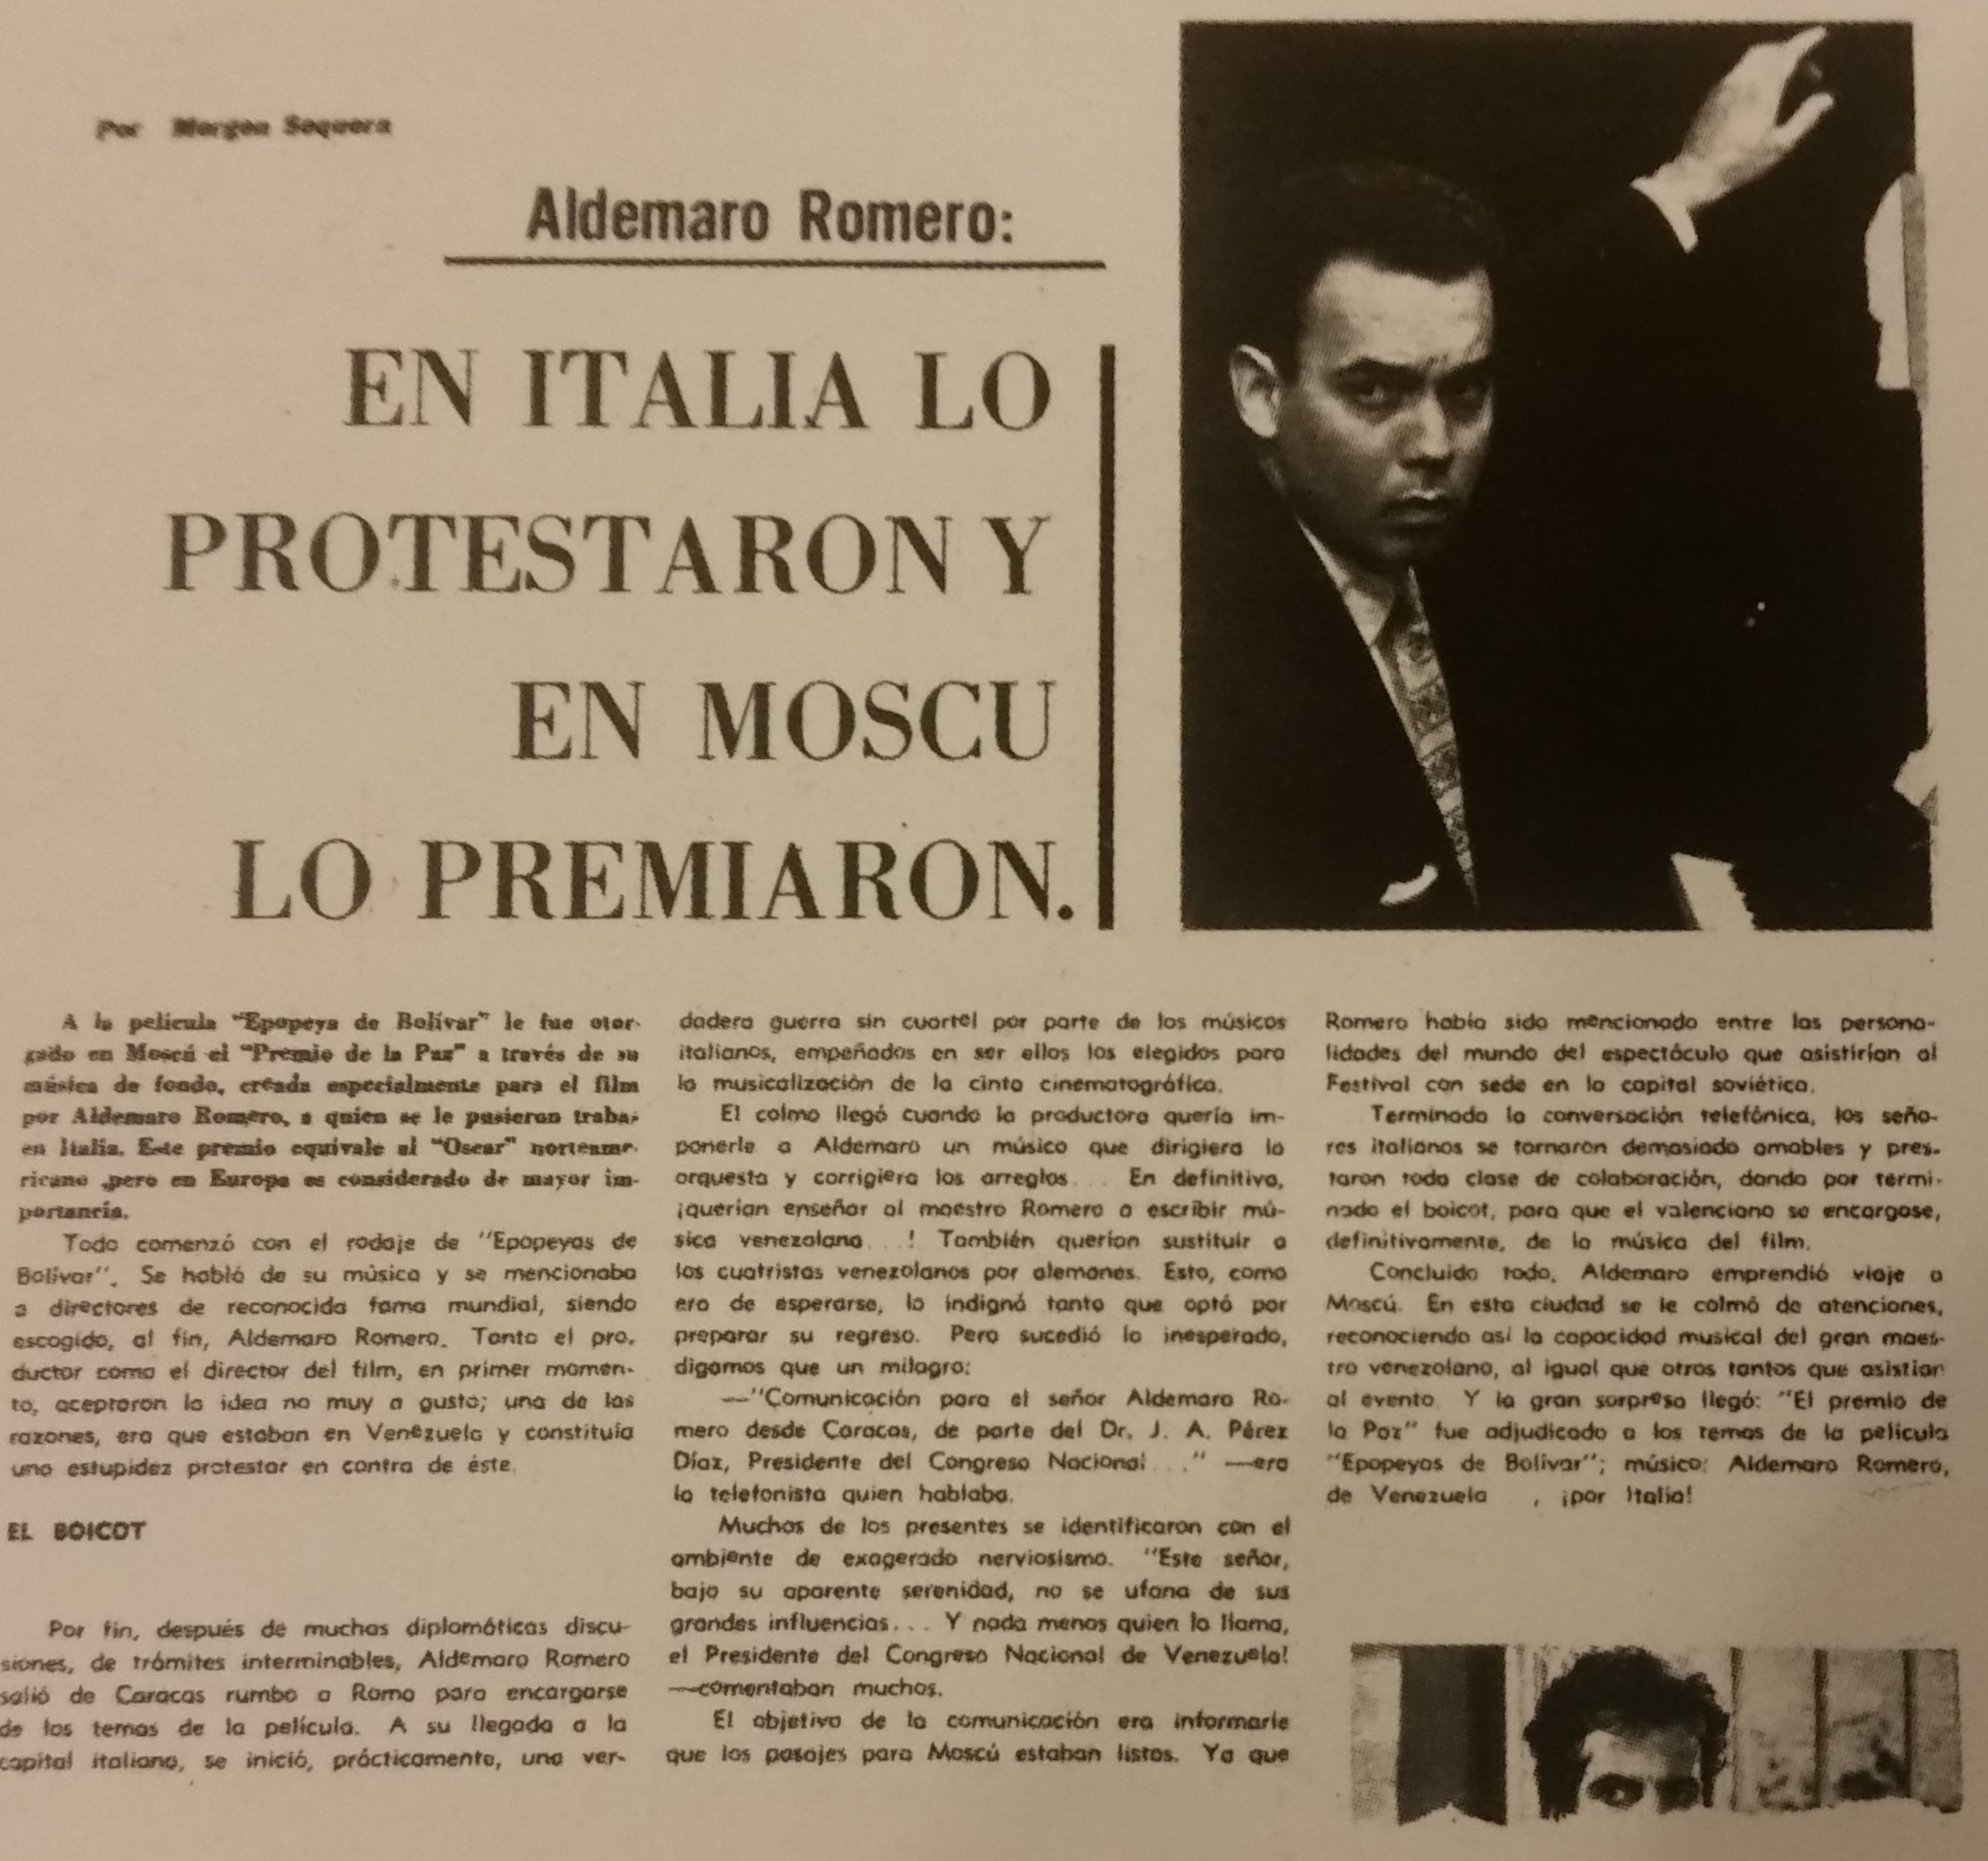 Por Morgen Sequera
Aldemaro Romero:
EN ITALIA LO
PROTESTARON Y
EN MOSCU
LO PREMIARON.
A la película "Epopeya de Bolívar" le fue otor-
gado en Moscú el "Premio de la Paz" a través de su
música de fondo, creada especialmente para el film
por Aldemaro Romero, a quien se le pusieron trabas
en Italia. Este premio equivale al "Oscar" norteame-
ricano ,pero en Europa es considerado de mayor im-
portancia.
Todo comenzó con el rodaje de "Epopeyas de
Bolívar". Se habló de su música y se mencionaba
a directores de reconocida fama mundial, siendo
escogido, al fin, Aldemaro Romero. Tanto el pro-
ductor como el director del film, en primer momen-
to, aceptaron la idea no muy a gusto; una de las
razones, era que estaban en Venezuela y constituía
una estupidez protestar en contra de éste.
EL BOICOT
Por fin, después de muchas diplomáticas discu-
siones, de trámites interminables, Aldemaro Romero
salió de Caracas rumbo a Roma para encargarse
de los temas de la película. A su llegada a la
capital italiana, se inició, prácticamente, una ver-
dadera guerra sin cuartel por parte de los músicos
italianos, empeñados en ser ellos los elegidos para
la musicalización de la cinta cinematográfica.
El colmo llegó cuando la productora quería im-
ponerle a Aldemaro un músico que dirigiera la
orquesta y corrigiera los arreglos... En definitiva,
¡querían enseñar al maestro Romero a escribir mú-
sica venezolana...! También querían sustituir a
los cuatristas venezolanos por alemanes. Esto, como
era de esperarse, lo indignó tanto que optó por
preparar su regreso. Pero sucedió lo inesperado,
digamos que un milagro:
—"Comunicación para el señor Aldemaro Ro-
mero desde Caracas, de parte del Dr. J. A. Pérez
Díaz, Presidente del Congreso Nacional..." —era
la telefonista quien hablaba.
Muchos de los presentes se identificaron con el
ambiente de exagerado nerviosismo. "Este señor,
bajo su aparente serenidad, no se ufana de sus
grandes influencias... Y nada menos quien lo llama,
el Presidente del Congreso Nacional de Venezuela!
—comentaban muchos.
El objetivo de la comunicación era informarle
que los pasajes para Moscú estaban listos. Ya que
Romero había sido mencionado entre las persona-
lidades del mundo del espectáculo que asistirían al
Festival con sede en la capital soviética.
Terminada la conversación telefónica, los seño-
res italianos se tornaron demasiado amables y pres-
taron toda clase de colaboración, dando por termi-
nado el boicot, para que el valenciano se encargase,
definitivamente, de la música del film.
Concluido todo, Aldemaro emprendió viaje a
Moscú. En esta ciudad se le colmó de atenciones,
reconociendo así la capacidad musical del gran maes-
tro venezolano, al igual que otros tantos que asistían
al evento. Y la gran sorpresa llegó: "El premio de
la Paz" fue adjudicado a los temas de la película
"Epopeyas de Bolívar"; músico: Aldemaro Romero,
de Venezuela , ¡por Italia!